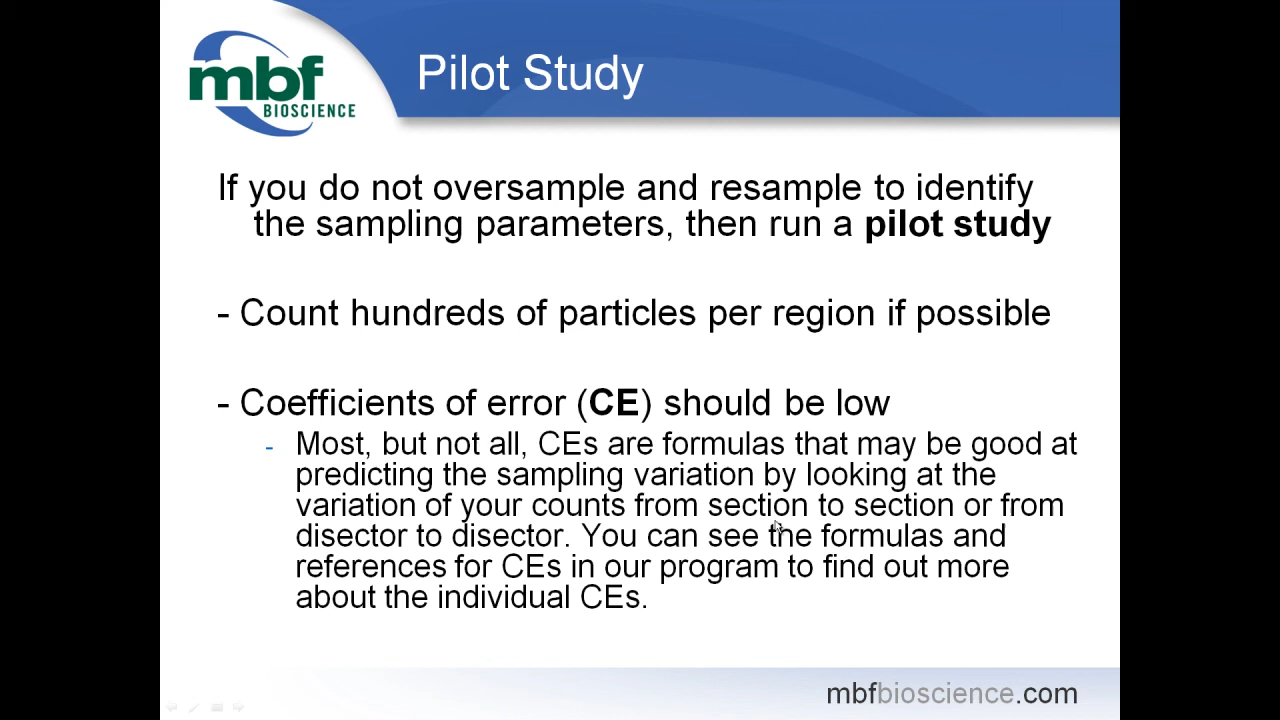 mbf
BIOSCIENCE
Pilot Study
If you do not oversample and resample to identify
the sampling parameters, then run a pilot study
- Count hundreds of particles per region if possible
- Coefficients of error (CE) should be low
- Most, but not all, CEs are formulas that may be good at
predicting the sampling variation by looking at the
variation of your counts from section to section or from
disector to disector. You can see the formulas and
references for CEs in our program to find out more
about the individual CEs.
mbfbioscience.com